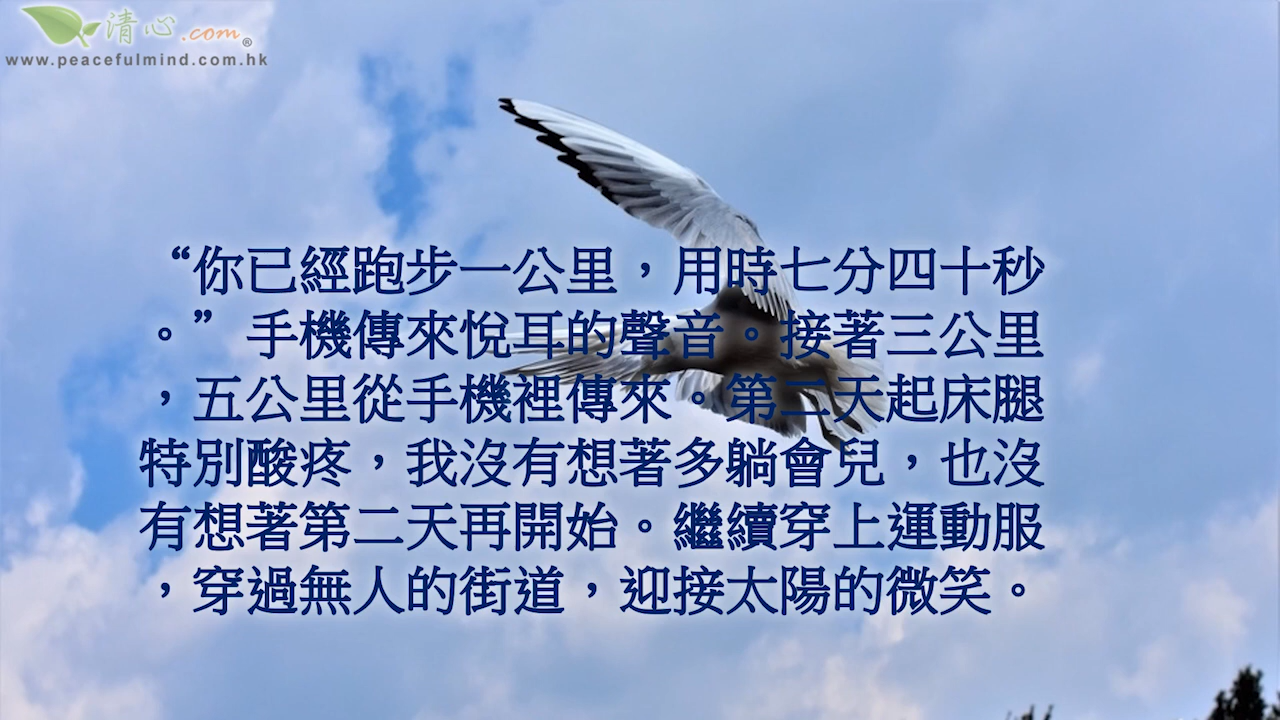 清心.com®
www.peacefulmind.com.hk
“你已經跑步一公里，用時七分四十秒
。” 手機傳來悅耳的聲音。接著三公里
，五公里從手機裡傳來。第二天起床腿
特別酸疼，我沒有想著多躺會兒，也沒
有想著第二天再開始。繼續穿上運動服
，穿過無人的街道，迎接太陽的微笑。